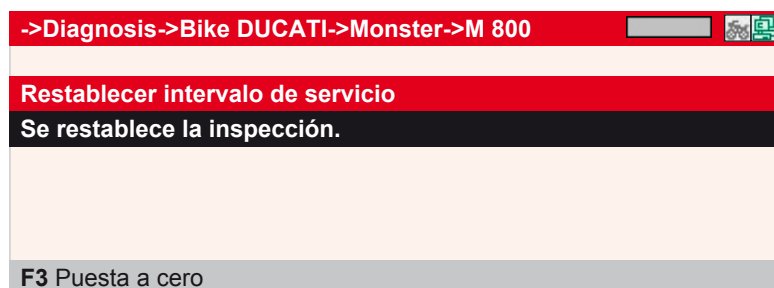 ->Diagnosis->Bike DUCATI->Monster->M 800
Restablecer intervalo de servicio
Se restablece la inspección.
F3 Puesta a cero